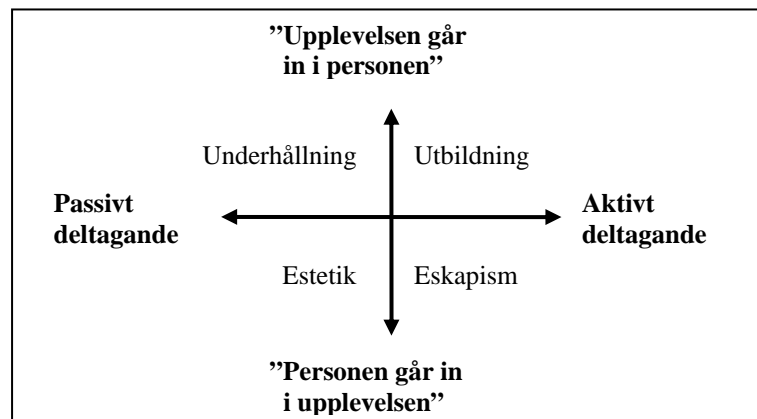 ”Upplevelsen går
in i personen”
Underhållning
Utbildning
Passivt
deltagande
Aktivt
deltagande
Estetik
Eskapism
”Personen går in
i upplevelsen”